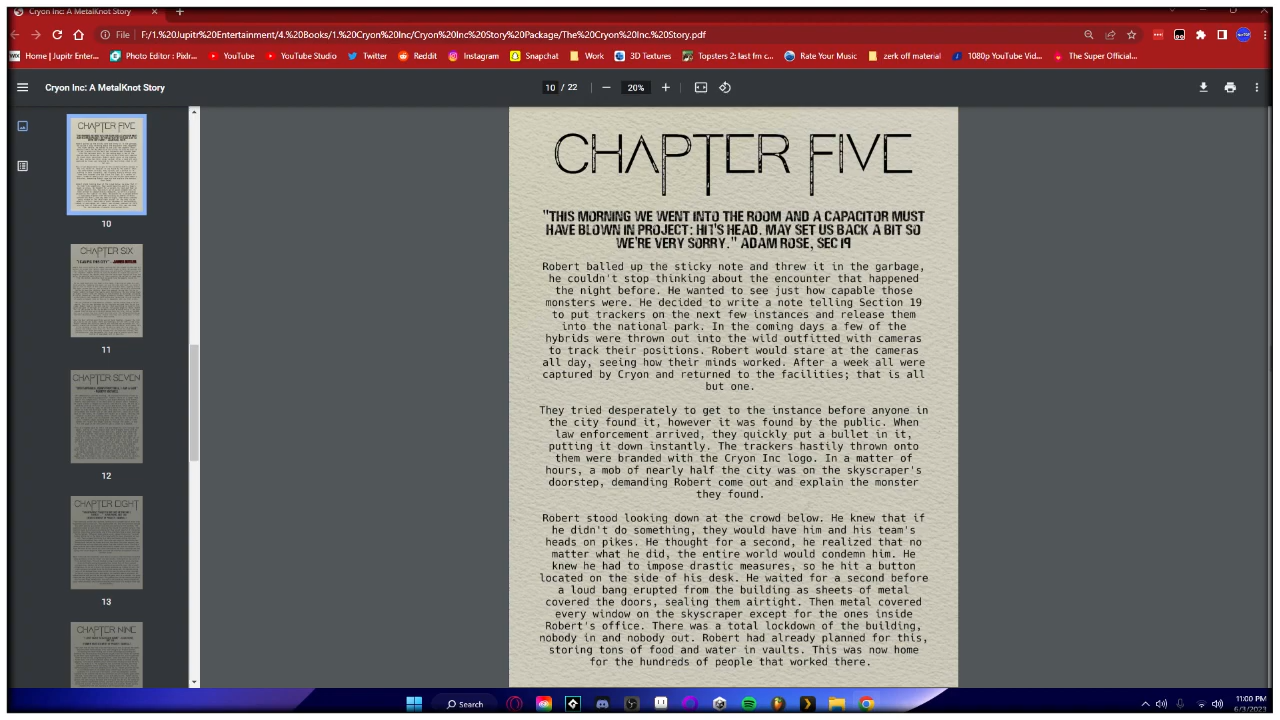 Cryon Inc: A MetalKnot Story
File F:/1.%20Jupitr%20Entertainment/4.%20Books/1.%20Cryon%20Inc/Cryon%20Inc%20Story%20Package/The%20Cryon%20Inc.%20Story.pdf
Home | Jupitr Enter... Photo Editor : Pixlr... YouTube YouTube Studio Twitter Reddit Instagram Snapchat Work 3D Textures Topsters 2: last fm c... Rate Your Music zerk off material 1080p YouTube Vid... The Super Official...
Cryon Inc: A MetalKnot Story 10 / 22 20%
CHAPTER FIVE
10
CHAPTER SIX
11
CHAPTER SEVEN
12
CHAPTER EIGHT
13
CHAPTER NINE
CHAPTER FIVE
"THIS MORNING WE WENT INTO THE ROOM AND A CAPACITOR MUST
HAVE BLOWN IN PROJECT: HIT'S HEAD. MAY SET US BACK A BIT SO
WE'RE VERY SORRY." ADAM ROSE, SEC 19
Robert balled up the sticky note and threw it in the garbage,
he couldn't stop thinking about the encounter that happened
the night before. He wanted to see just how capable those
monsters were. He decided to write a note telling Section 19
to put trackers on the next few instances and release them
into the national park. In the coming days a few of the
hybrids were thrown out into the wild outfitted with cameras
to track their positions. Robert would stare at the cameras
all day, seeing how their minds worked. After a week all were
captured by Cryon and returned to the facilities; that is all
but one.
They tried desperately to get to the instance before anyone in
the city found it, however it was found by the public. When
law enforcement arrived, they quickly put a bullet in it,
putting it down instantly. The trackers hastily thrown onto
them were branded with the Cryon Inc logo. In a matter of
hours, a mob of nearly half the city was on the skyscraper's
doorstep, demanding Robert come out and explain the monster
they found.
Robert stood looking down at the crowd below. He knew that if
he didn't do something, they would have him and his team's
heads on pikes. He thought for a second, he realized that no
matter what he did, the entire world would condemn him. He
knew he had to impose drastic measures, so he hit a button
located on the side of his desk. He waited for a second before
a loud bang erupted from the building as sheets of metal
covered the doors, sealing them airtight. Then metal covered
every window on the skyscraper except for the ones inside
Robert's office. There was a total lockdown of the building,
nobody in and nobody out. Robert had already planned for this,
storing tons of food and water in vaults. This was now home
for the hundreds of people that worked there.
Search
11:00 PM
6/3/2023